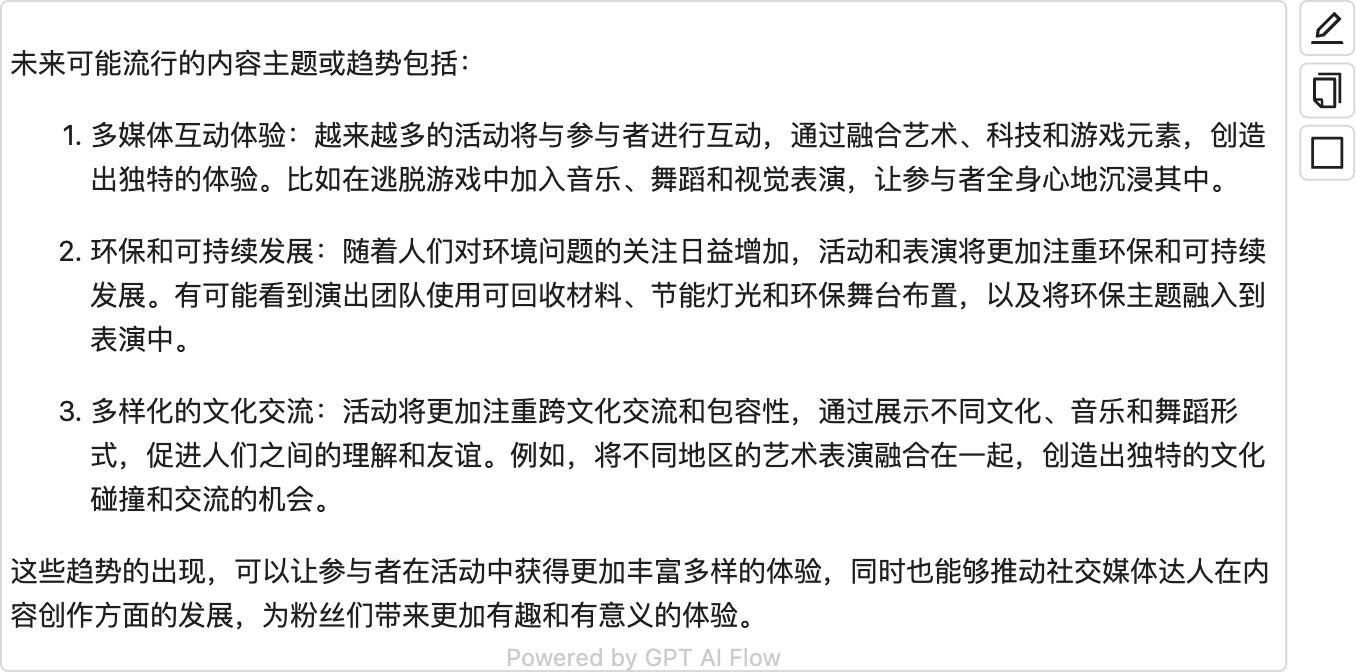 未来可能流行的内容主题或趋势包括：
1. 多媒体互动体验：越来越多的活动将与参与者进行互动，通过融合艺术、科技和游戏元素，创造
出独特的体验。比如在逃脱游戏中加入音乐、舞蹈和视觉表演，让参与者全身心地沉浸其中。
2. 环保和可持续发展：随着人们对环境问题的关注日益增加，活动和表演将更加注重环保和可持续
发展。有可能看到演出团队使用可回收材料、节能灯光和环保舞台布置，以及将环保主题融入到
表演中。
3. 多样化的文化交流：活动将更加注重跨文化交流和包容性，通过展示不同文化、音乐和舞蹈形
式，促进人们之间的理解和友谊。例如，将不同地区的艺术表演融合在一起，创造出独特的文化
碰撞和交流的机会。
这些趋势的出现，可以让参与者在活动中获得更加丰富多样的体验，同时也能够推动社交媒体达人在内
容创作方面的发展，为粉丝们带来更加有趣和有意义的体验。
Powered by GPT AI Flow